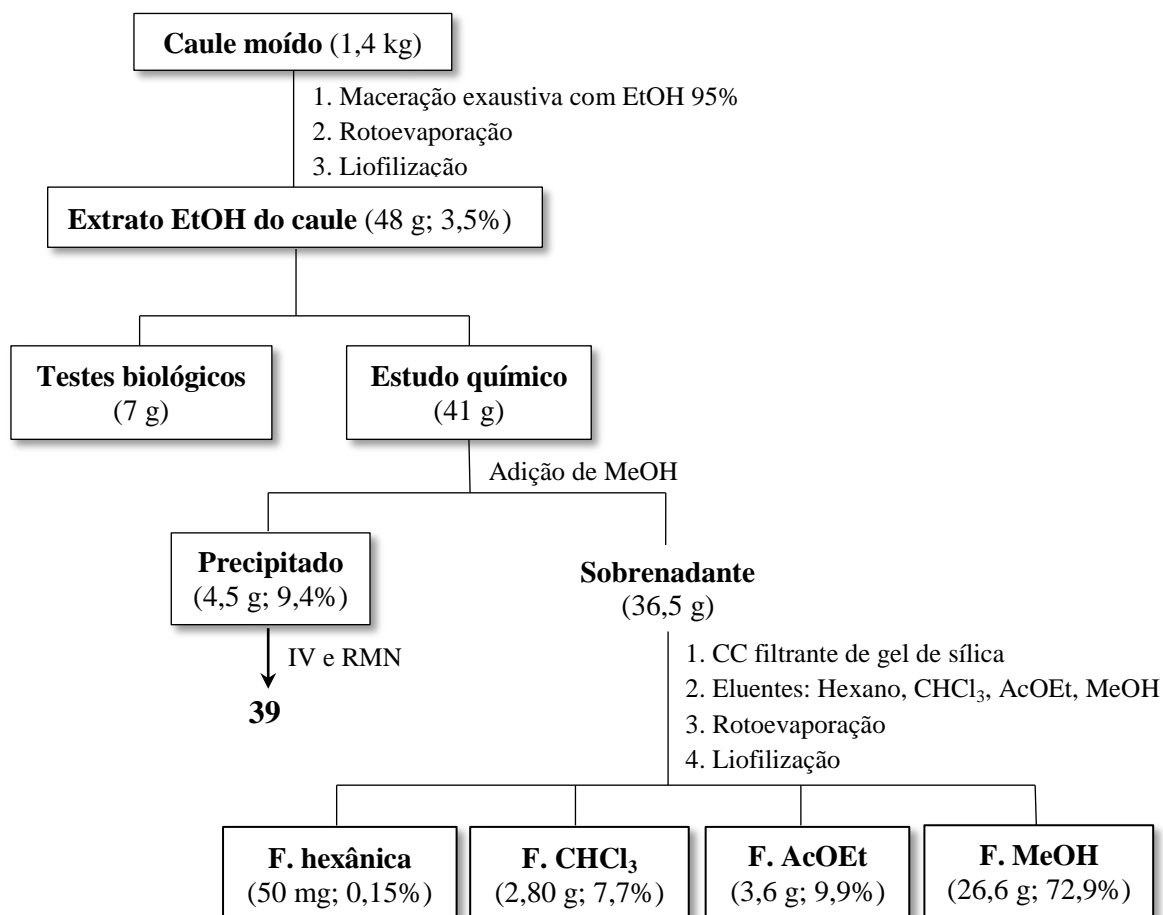 Caule moído (1,4 kg)
1. Maceração exaustiva com EtOH 95%
2. Rotoevaporação
3. Liofilização
Extrato EtOH do caule (48 g; 3,5%)
Testes biológicos
(7 g)
Estudo químico
(41 g)
Adição de MeOH
Precipitado
(4,5 g; 9,4%)
Sobrenadante
(36,5 g)
IV e RMN
39
1. CC filtrante de gel de sílica
2. Eluentes: Hexano, CHCl₃, AcOEt, MeOH
3. Rotoevaporação
4. Liofilização
F. hexânica
(50 mg; 0,15%)
F. CHCl₃
(2,80 g; 7,7%)
F. AcOEt
(3,6 g; 9,9%)
F. MeOH
(26,6 g; 72,9%)